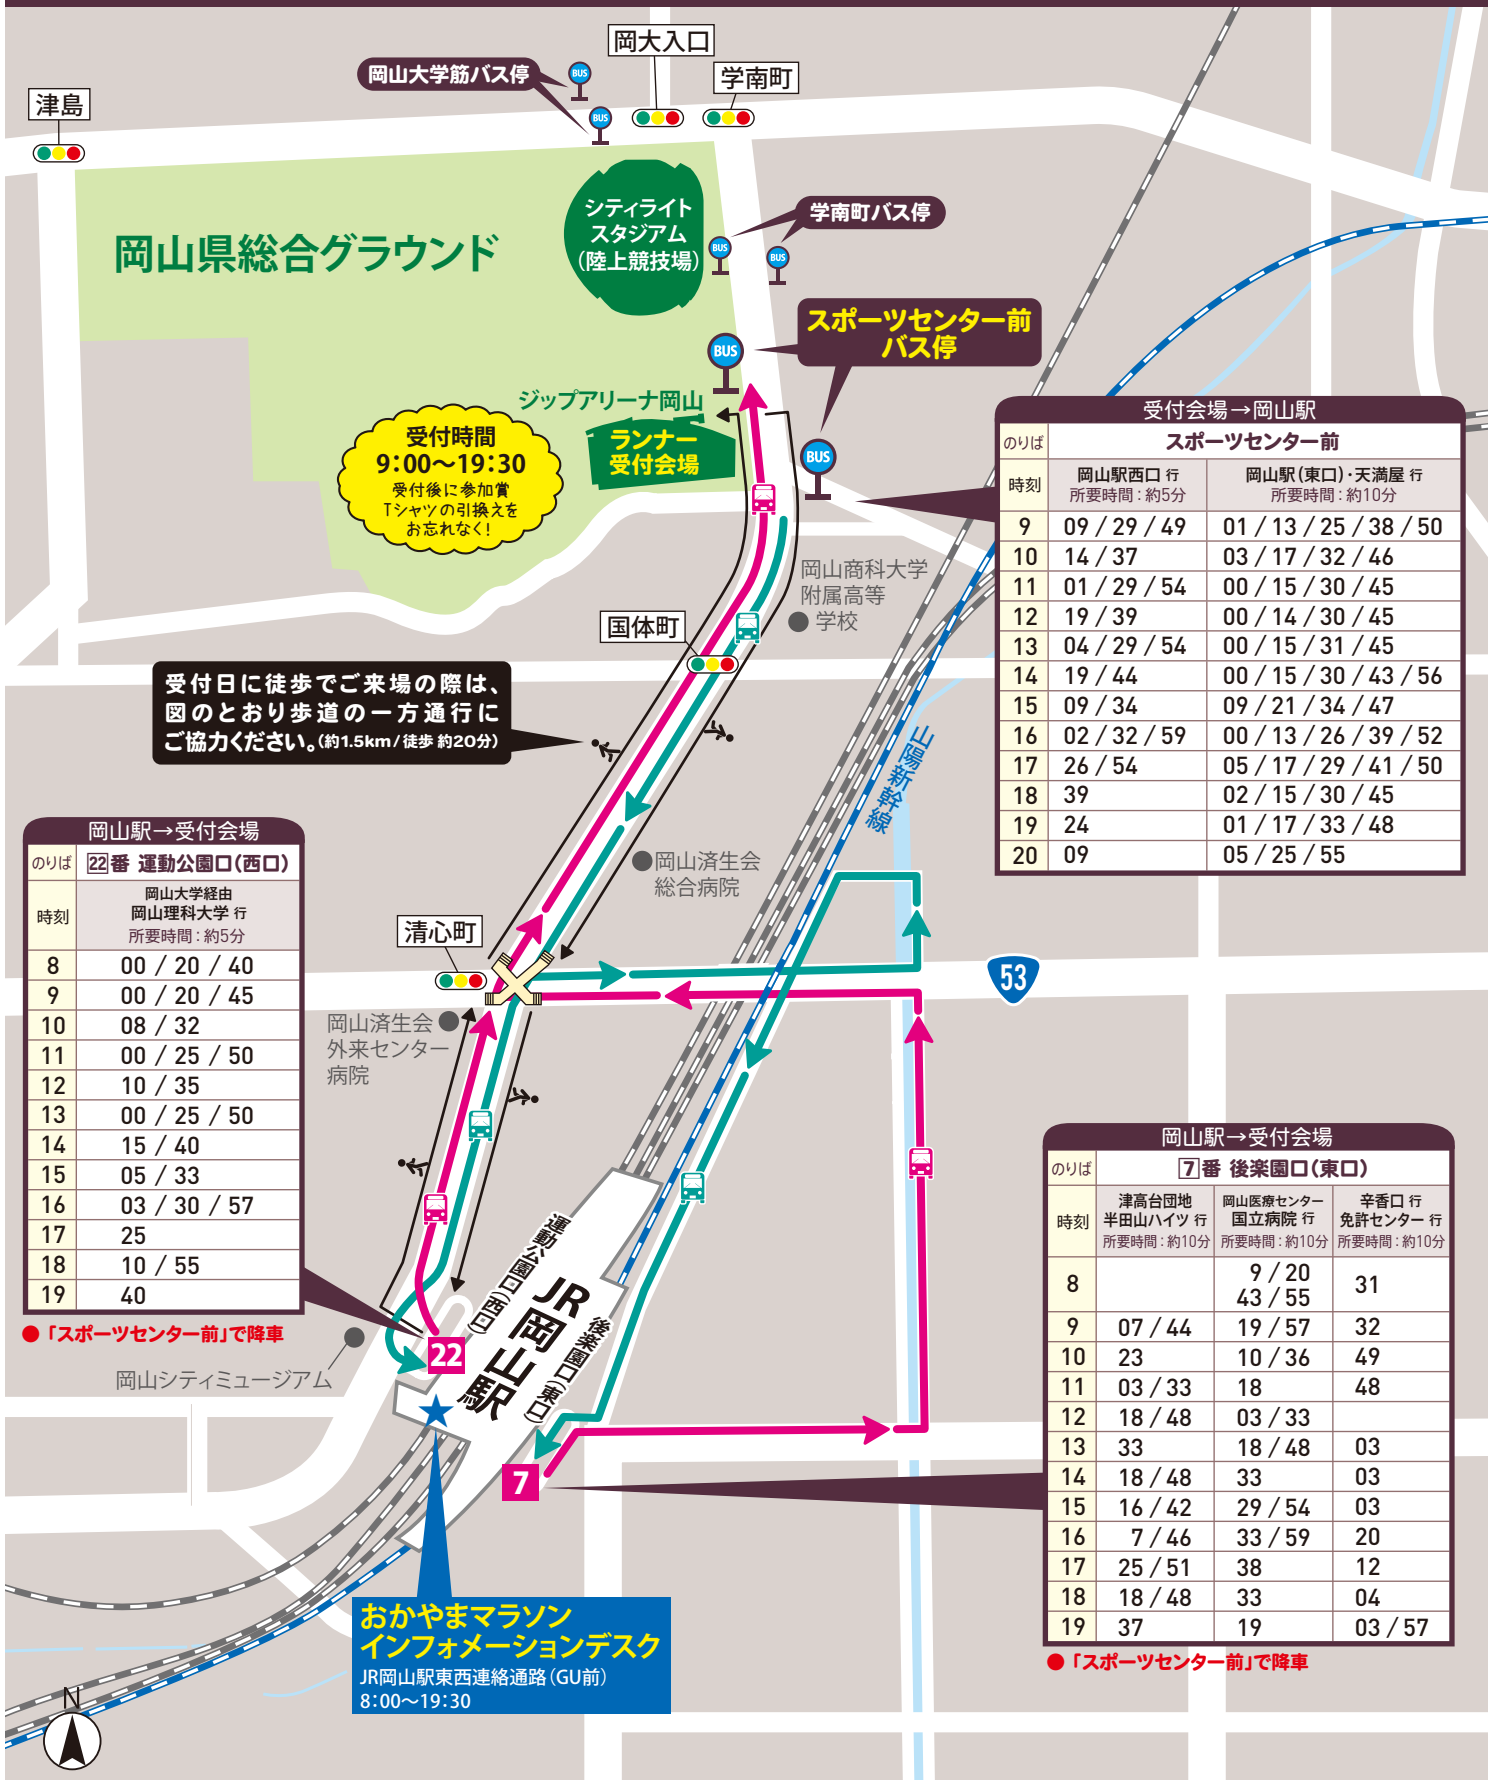 岡大入口
岡山大学筋バス停
BUS
学南町
津島
BUS
シティライト
スタジアム
(陸上競技場)
学南町バス停
BUS
BUS
岡山県総合グラウンド
スポーツセンター前
バス停
BUS
ジップアリーナ岡山
ランナー
受付会場
BUS
受付時間
9:00〜19:30
受付後に参加賞
Tシャツの引換えを
お忘れなく!
受付会場→岡山駅
のりば スポーツセンター前
時刻 岡山駅西口 行 所要時間：約5分 岡山駅(東口)・天満屋 行 所要時間：約10分
9 09 / 29 / 49 01 / 13 / 25 / 38 / 50
10 14 / 37 03 / 17 / 32 / 46
11 01 / 29 / 54 00 / 15 / 30 / 45
12 19 / 39 00 / 14 / 30 / 45
13 04 / 29 / 54 00 / 15 / 31 / 45
14 19 / 44 00 / 15 / 30 / 43 / 56
15 09 / 34 09 / 21 / 34 / 47
16 02 / 32 / 59 00 / 13 / 26 / 39 / 52
17 26 / 54 05 / 17 / 29 / 41 / 50
18 39 02 / 15 / 30 / 45
19 24 01 / 17 / 33 / 48
20 09 05 / 25 / 55
岡山商科大学
附属高等
学校
国体町
受付日に徒歩でご来場の際は、
図のとおり歩道の一方通行に
ご協力ください。(約1.5km/徒歩 約20分)
山陽新幹線
岡山済生会
総合病院
岡山駅→受付会場
のりば 22番 運動公園口(西口)
時刻 岡山大学経由 岡山理科大学 行 所要時間：約5分
8 00 / 20 / 40
9 00 / 20 / 45
10 08 / 32
11 00 / 25 / 50
12 10 / 35
13 00 / 25 / 50
14 15 / 40
15 05 / 33
16 03 / 30 / 57
17 25
18 10 / 55
19 40
●「スポーツセンター前」で降車
清心町
53
岡山済生会
外来センター
病院
岡山シティミュージアム
22
運動公園口(西口)
JR岡山駅
後楽園口(東口)
7
岡山駅→受付会場
のりば 7番 後楽園口(東口)
時刻 津高台団地 半田山ハイツ 行 所要時間：約10分 岡山医療センター 国立病院 行 所要時間：約10分 辛香口 行 免許センター 行 所要時間：約10分
8 9 / 20 43 / 55 31
9 07 / 44 19 / 57 32
10 23 10 / 36 49
11 03 / 33 18 48
12 18 / 48 03 / 33
13 33 18 / 48 03
14 18 / 48 33 03
15 16 / 42 29 / 54 03
16 7 / 46 33 / 59 20
17 25 / 51 38 12
18 18 / 48 33 04
19 37 19 03 / 57
●「スポーツセンター前」で降車
おかやまマラソン
インフォメーションデスク
JR岡山駅東西連絡通路(GU前)
8:00〜19:30
N